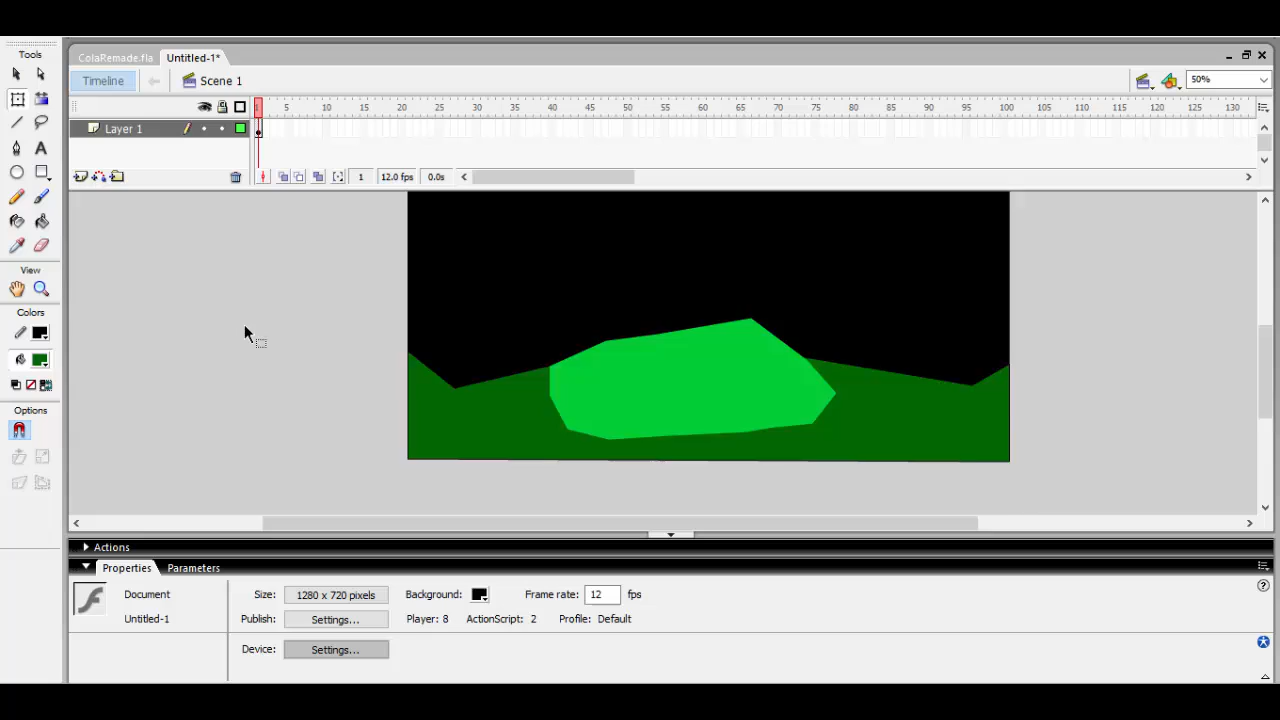 Tools
ColaRemade.fla
Untitled-1*
Timeline
Scene 1
50%
1 5 10 15 20 25 30 35 40 45 50 55 60 65 70 75 80 85 90 95 100 105 110 115 120 125 130
Layer 1
A
1 12.0 fps 0.0s
View
Colors
Options
Actions
Properties Parameters
Document
Size: 1280 x 720 pixels Background: Frame rate: 12 fps
Untitled-1
Publish: Settings... Player: 8 ActionScript: 2 Profile: Default
Device: Settings...